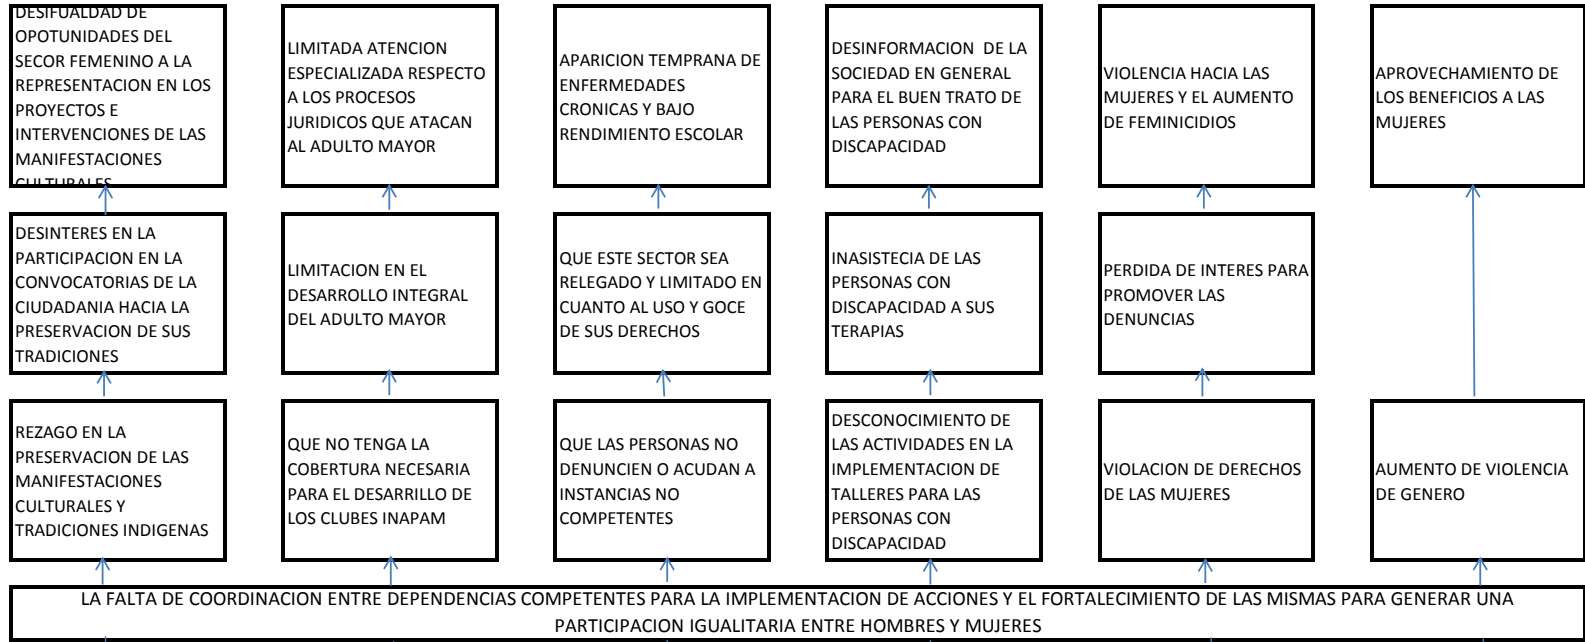 DESIFUALDAD DE
OPOTUNIDADES DEL
SECOR FEMENINO A LA
REPRESENTACION EN LOS
PROYECTOS E
INTERVENCIONES DE LAS
MANIFESTACIONES
CULTURALES
LIMITADA ATENCION
ESPECIALIZADA RESPECTO
A LOS PROCESOS
JURIDICOS QUE ATACAN
AL ADULTO MAYOR
APARICION TEMPRANA DE
ENFERMEDADES
CRONICAS Y BAJO
RENDIMIENTO ESCOLAR
DESINFORMACION DE LA
SOCIEDAD EN GENERAL
PARA EL BUEN TRATO DE
LAS PERSONAS CON
DISCAPACIDAD
VIOLENCIA HACIA LAS
MUJERES Y EL AUMENTO
DE FEMINICIDIOS
APROVECHAMIENTO DE
LOS BENEFICIOS A LAS
MUJERES
DESINTERES EN LA
PARTICIPACION EN LA
CONVOCATORIAS DE LA
CIUDADANIA HACIA LA
PRESERVACION DE SUS
TRADICIONES
LIMITACION EN EL
DESARROLLO INTEGRAL
DEL ADULTO MAYOR
QUE ESTE SECTOR SEA
RELEGADO Y LIMITADO EN
CUANTO AL USO Y GOCE
DE SUS DERECHOS
INASISTECIA DE LAS
PERSONAS CON
DISCAPACIDAD A SUS
TERAPIAS
PERDIDA DE INTERES PARA
PROMOVER LAS
DENUNCIAS
REZAGO EN LA
PRESERVACION DE LAS
MANIFESTACIONES
CULTURALES Y
TRADICIONES INDIGENAS
QUE NO TENGA LA
COBERTURA NECESARIA
PARA EL DESARRILLO DE
LOS CLUBES INAPAM
QUE LAS PERSONAS NO
DENUNCIEN O ACUDAN A
INSTANCIAS NO
COMPETENTES
DESCONOCIMIENTO DE
LAS ACTIVIDADES EN LA
IMPLEMENTACION DE
TALLERES PARA LAS
PERSONAS CON
DISCAPACIDAD
VIOLACION DE DERECHOS
DE LAS MUJERES
AUMENTO DE VIOLENCIA
DE GENERO
LA FALTA DE COORDINACION ENTRE DEPENDENCIAS COMPETENTES PARA LA IMPLEMENTACION DE ACCIONES Y EL FORTALECIMIENTO DE LAS MISMAS PARA GENERAR UNA
PARTICIPACION IGUALITARIA ENTRE HOMBRES Y MUJERES